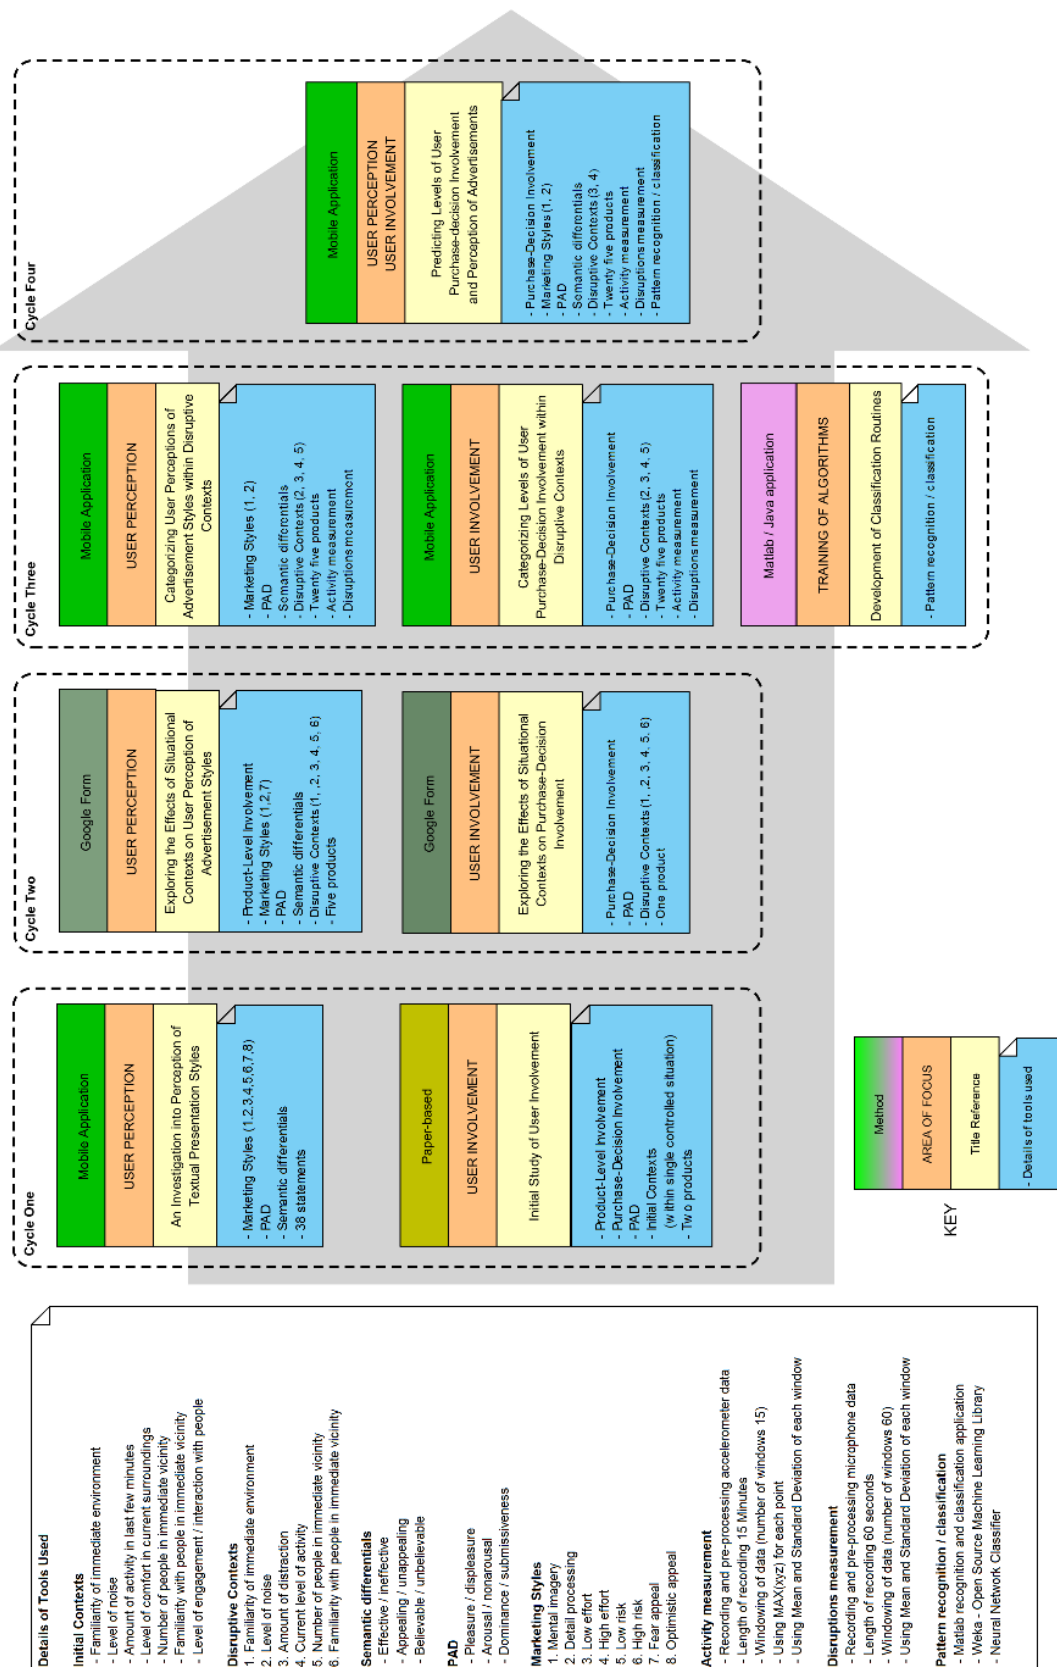 Details of Tools Used
Initial Contexts
- Familiarity of immediate environment
- Level of noise
- Amount of activity in last few minutes
- Level of comfort in current surroundings
- Number of people in immediate vicinity
- Familiarity with people in immediate vicinity
- Level of engagement / interaction with people
Disruptive Contexts
1. Familiarity of immediate environment
2. Level of noise
3. Amount of distraction
4. Current level of activity
5. Number of people in immediate vicinity
6. Familiarity with people in immediate vicinity
Semantic differentials
- Effective / ineffective
- Appealing / unappealing
- Believable / unbelievable
PAD
- Pleasure / displeasure
- Arousal / nonarousal
- Dominance / submissiveness
Marketing Styles
1. Mental imagery
2. Detail processing
3. Low effort
4. High effort
5. Low risk
6. High risk
7. Fear appeal
8. Optimistic appeal
Activity measurement
- Recording and pre-processing accelerometer data
- Length of recording 15 Minutes
- Windowing of data (number of windows 15)
- Using MAX(xyz) for each point
- Using Mean and Standard Deviation of each window
Disruptions measurement
- Recording and pre-processing microphone data
- Length of recording 60 seconds
- Windowing of data (number of windows 60)
- Using Mean and Standard Deviation of each window
Pattern recognition / classification
- Matlab recognition and classification application
- Weka - Open Source Machine Learning Library
- Neural Network Classifier
Cycle One
Mobile Application
USER PERCEPTION
An Investigation into Perception of
Textual Presentation Styles
- Marketing Styles (1,2,3,4,5,6,7,8)
- PAD
- Semantic differentials
- 38 statements
Paper-based
USER INVOLVEMENT
Initial Study of User Involvement
- Product-Level Involvement
- Purchase-Decision Involvement
- PAD
- Initial Contexts
(within single controlled situation)
- Two products
Cycle Two
Google Form
USER PERCEPTION
Exploring the Effects of Situational
Contexts on User Perception of
Advertisement Styles
- Product-Level Involvement
- Marketing Styles (1,2,7)
- PAD
- Semantic differentials
- Disruptive Contexts (1, ,2, 3, 4, 5, 6)
- Five products
Google Form
USER INVOLVEMENT
Exploring the Effects of Situational
Contexts on Purchase-Decision
Involvement
- Purchase-Decision Involvement
- PAD
- Disruptive Contexts (1, ,2, 3, 4, 5, 6)
- One product
Cycle Three
Mobile Application
USER PERCEPTION
Categorizing User Perceptions of
Advertisement Styles within Disruptive
Contexts
- Marketing Styles (1, 2)
- PAD
- Semantic differentials
- Disruptive Contexts (2, 3, 4, 5)
- Twenty five products
- Activity measurement
- Disruptions measurement
Mobile Application
USER INVOLVEMENT
Categorizing Levels of User
Purchase-Decision Involvement within
Disruptive Contexts
- Purchase-Decision Involvement
- PAD
- Disruptive Contexts (2, 3, 4, 5)
- Twenty five products
- Activity measurement
- Disruptions measurement
Matlab / Java application
TRAINING OF ALGORITHMS
Development of Classification Routines
- Pattern recognition / classification
Cycle Four
Mobile Application
USER PERCEPTION
USER INVOLVEMENT
Predicting Levels of User
Purchase-decision Involvement
and Perception of Advertisements
- Purchase-Decision Involvement
- Marketing Styles (1, 2)
- PAD
- Semantic differentials
- Disruptive Contexts (3, 4)
- Twenty five products
- Activity measurement
- Disruptions measurement
- Pattern recognition / classification
KEY
Method
AREA OF FOCUS
Title Reference
- Details of tools used